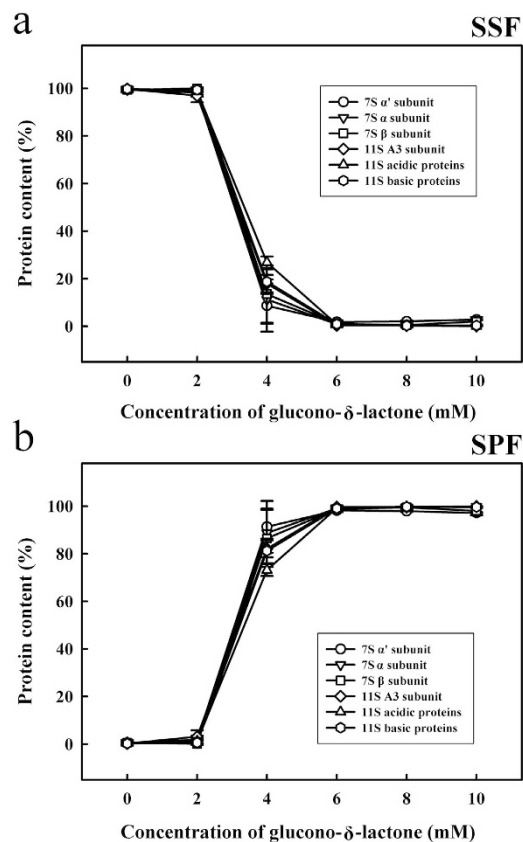 a
SSF
100
80
60
40
20
0
Protein content (%)
7S α' subunit
7S α subunit
7S β subunit
11S A3 subunit
11S acidic proteins
11S basic proteins
0 2 4 6 8 10
Concentration of glucono-δ-lactone (mM)
b
SPF
100
80
60
40
20
0
Protein content (%)
7S α' subunit
7S α subunit
7S β subunit
11S A3 subunit
11S acidic proteins
11S basic proteins
0 2 4 6 8 10
Concentration of glucono-δ-lactone (mM)